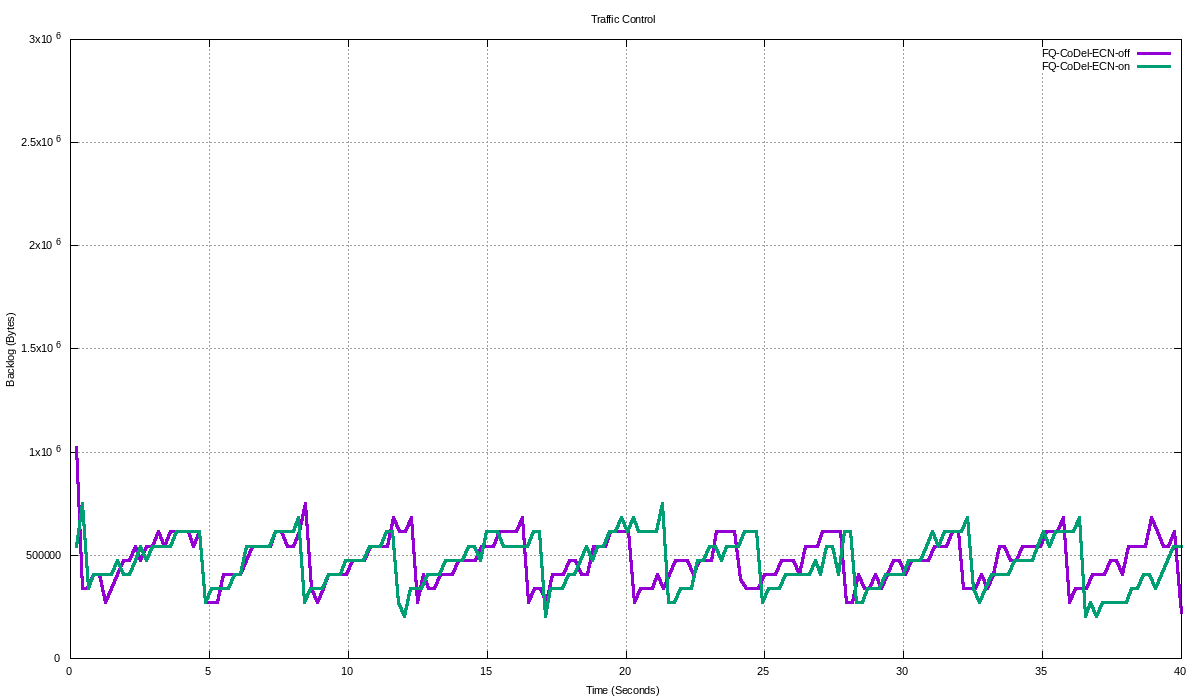 Traffic Control
3x10 6
FQ-CoDel-ECN-off
FQ-CoDel-ECN-on
2.5x10 6
2x10 6
1.5x10 6
1x10 6
500000
0
Backlog (Bytes)
0 5 10 15 20 25 30 35 40
Time (Seconds)